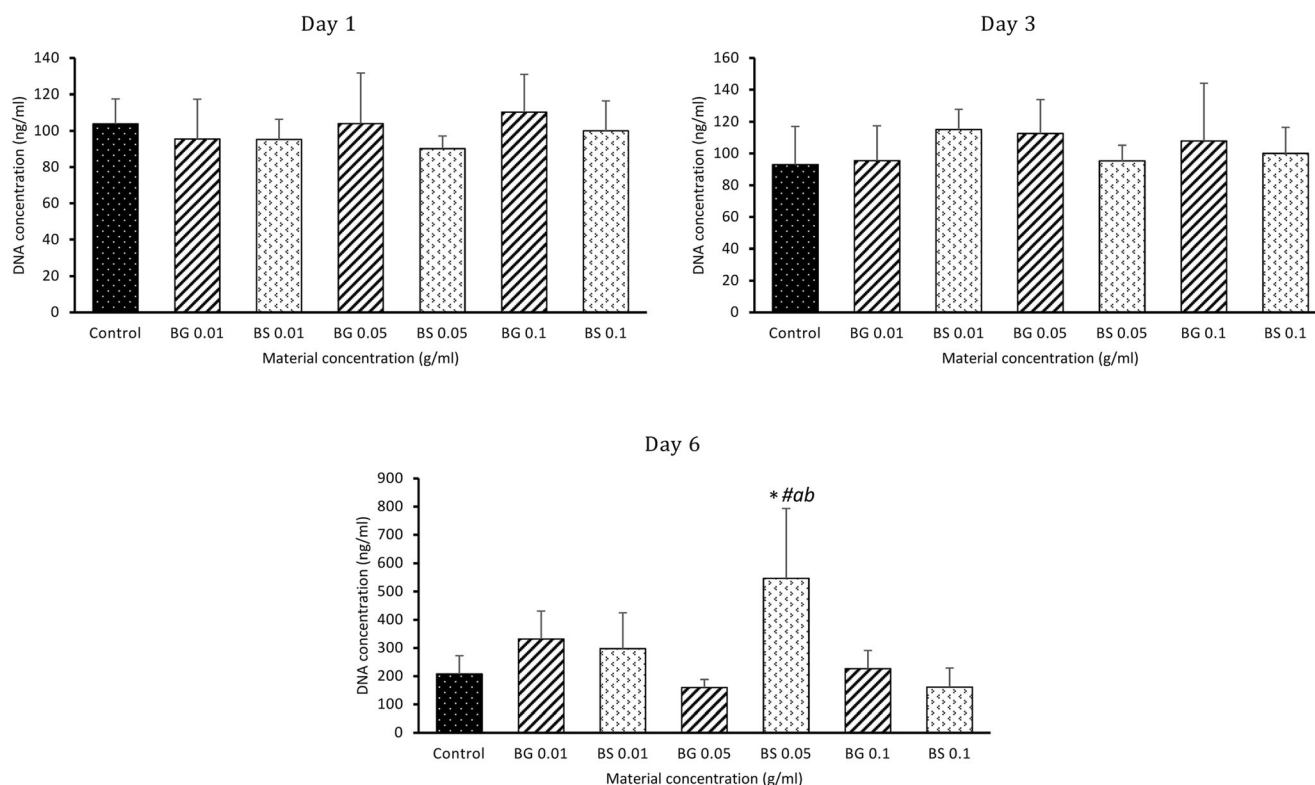 Day 1
DNA concentration (ng/ml)
140
120
100
80
60
40
20
0
Control BG 0.01 BS 0.01 BG 0.05 BS 0.05 BG 0.1 BS 0.1
Material concentration (g/ml)
Day 3
DNA concentration (ng/ml)
160
140
120
100
80
60
40
20
0
Control BG 0.01 BS 0.01 BG 0.05 BS 0.05 BG 0.1 BS 0.1
Material concentration (g/ml)
Day 6
DNA concentration (ng/ml)
900
800
700
600
500
400
300
200
100
0
*#ab
Control BG 0.01 BS 0.01 BG 0.05 BS 0.05 BG 0.1 BS 0.1
Material concentration (g/ml)